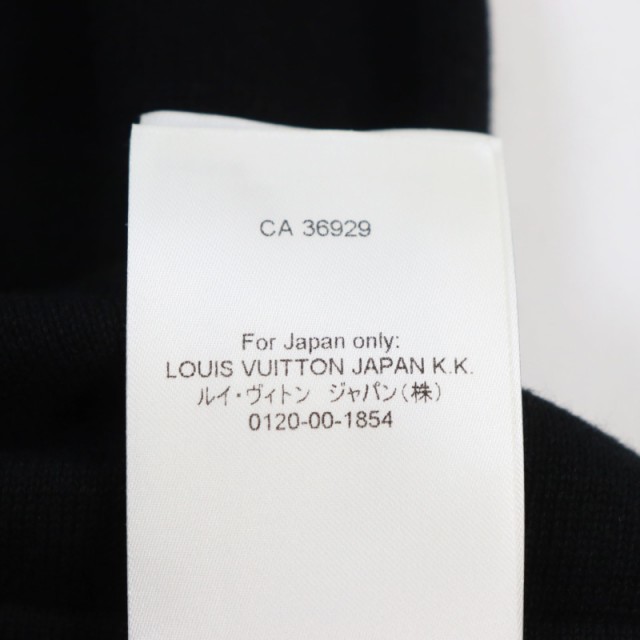 CA 36929
For Japan only:
LOUIS VUITTON JAPAN K.K.
ルイ・ヴィトン ジャパン(株)
0120-00-1854